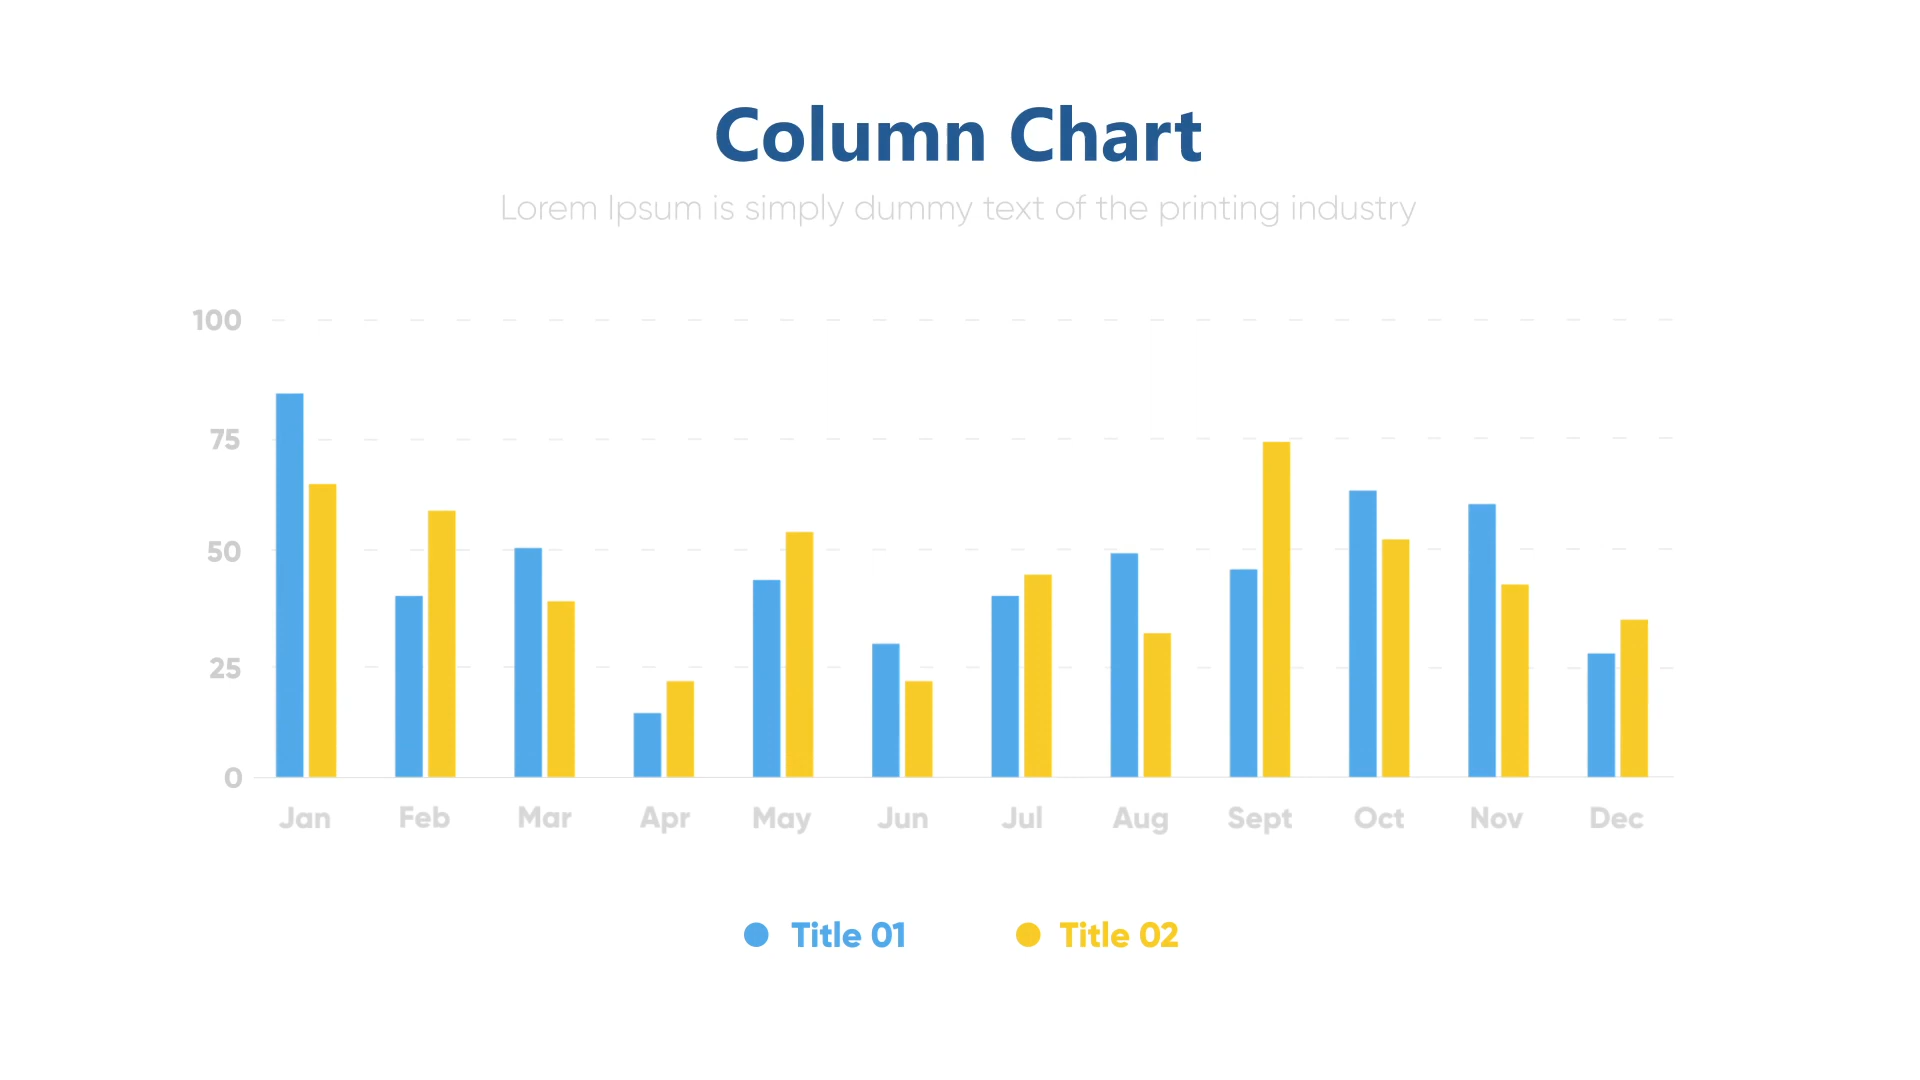 Column Chart
Lorem Ipsum is simply dummy text of the printing industry
100
75
50
25
0
Jan Feb Mar Apr May Jun Jul Aug Sept Oct Nov Dec
Title 01 Title 02